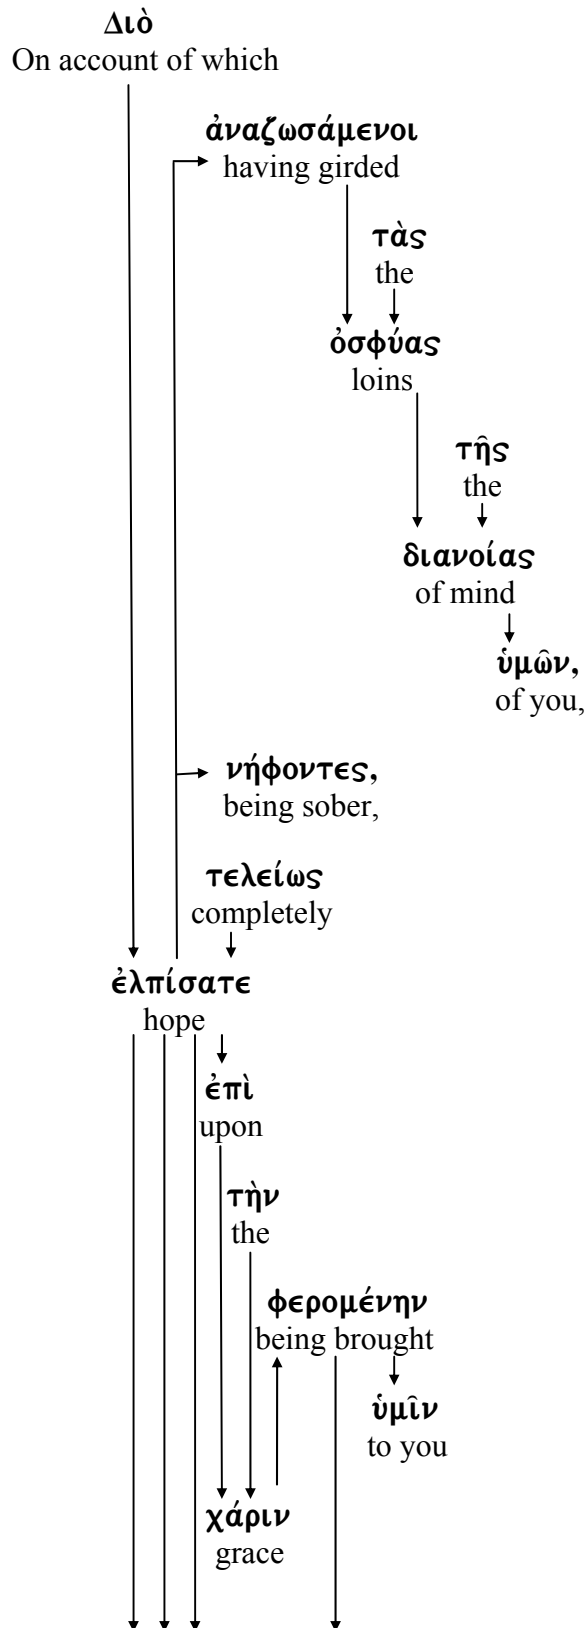 Διὸ
On account of which
ἀναζωσάμενοι
having girded
τὰς
the
ὀσφύας
loins
τῆς
the
διανοίας
of mind
ὑμῶν,
of you,
νήφοντες,
being sober,
τελείως
completely
ἐλπίσατε
hope
ἐπὶ
upon
τὴν
the
φερομένην
being brought
ὑμῖν
to you
χάριν
grace